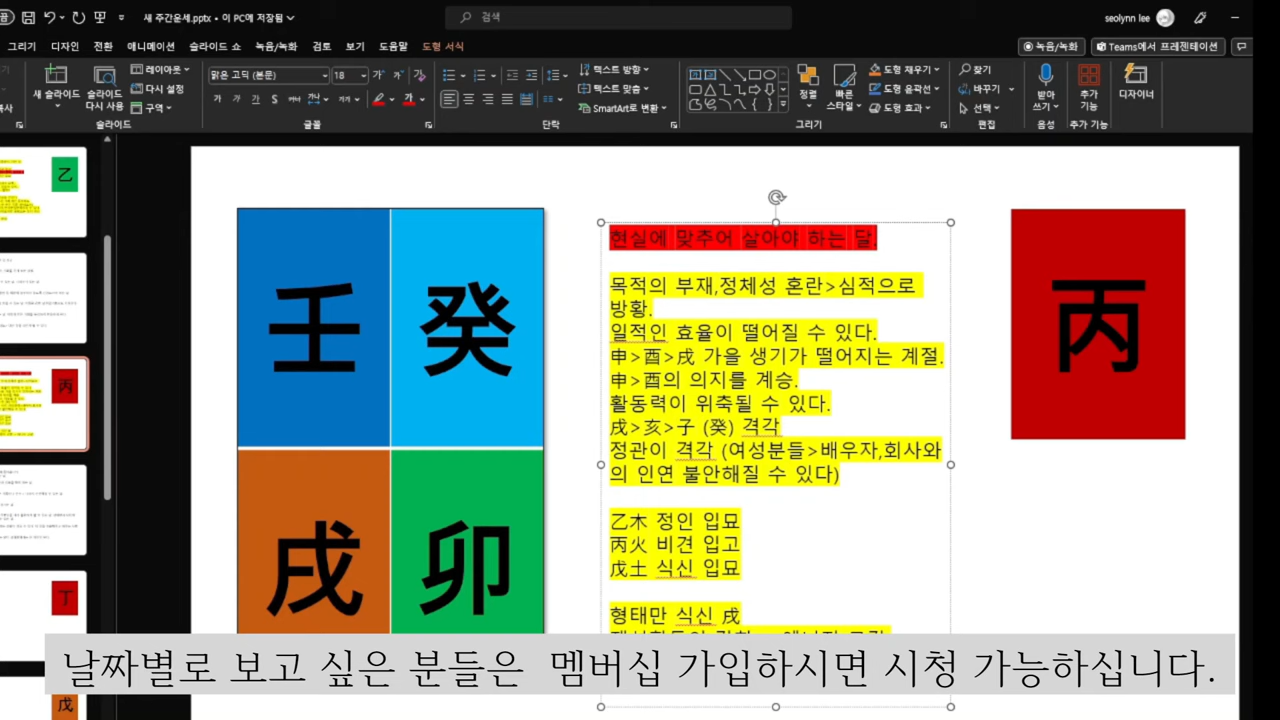 새 주간운세.pptx • 이 PC에 저장됨
검색
seolynn lee
그리기 디자인 전환 애니메이션 슬라이드 쇼 녹음/녹화 검토 보기 도움말 도형 서식
녹음/녹화 Teams에서 프레젠테이션
새 슬라이드
슬라이드 다시 사용
레이아웃
다시 설정
구역
슬라이드
맑은 고딕 (본문) 18
글꼴
텍스트 방향
텍스트 맞춤
SmartArt로 변환
단락
정렬
빠른 스타일
도형 채우기
도형 윤곽선
도형 효과
그리기
찾기
바꾸기
선택
편집
받아쓰기
음성
추가 기능
추가 기능
디자이너
乙
丙
丁
戊
壬 癸
戌 卯
현실에 맞추어 살아야 하는 달.
목적의 부재,정체성 혼란>심적으로
방황.
일적인 효율이 떨어질 수 있다.
申>酉>戌 가을 생기가 떨어지는 계절.
申>酉의 의지를 계승.
활동력이 위축될 수 있다.
戌>亥>子 (癸) 격각
정관이 격각 (여성분들>배우자,회사와
의 인연 불안해질 수 있다)
乙木 정인 입묘
丙火 비견 입고
戊土 식신 입묘
형태만 식신 戌
丙
날짜별로 보고 싶은 분들은 멤버십 가입하시면 시청 가능하십니다.